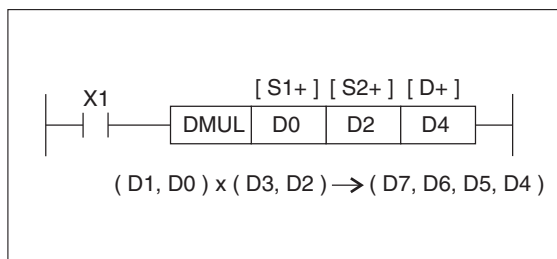 [ S1+ ] [ S2+ ] [ D+ ]
X1
DMUL D0 D2 D4
( D1, D0 ) x ( D3, D2 ) → ( D7, D6, D5, D4 )